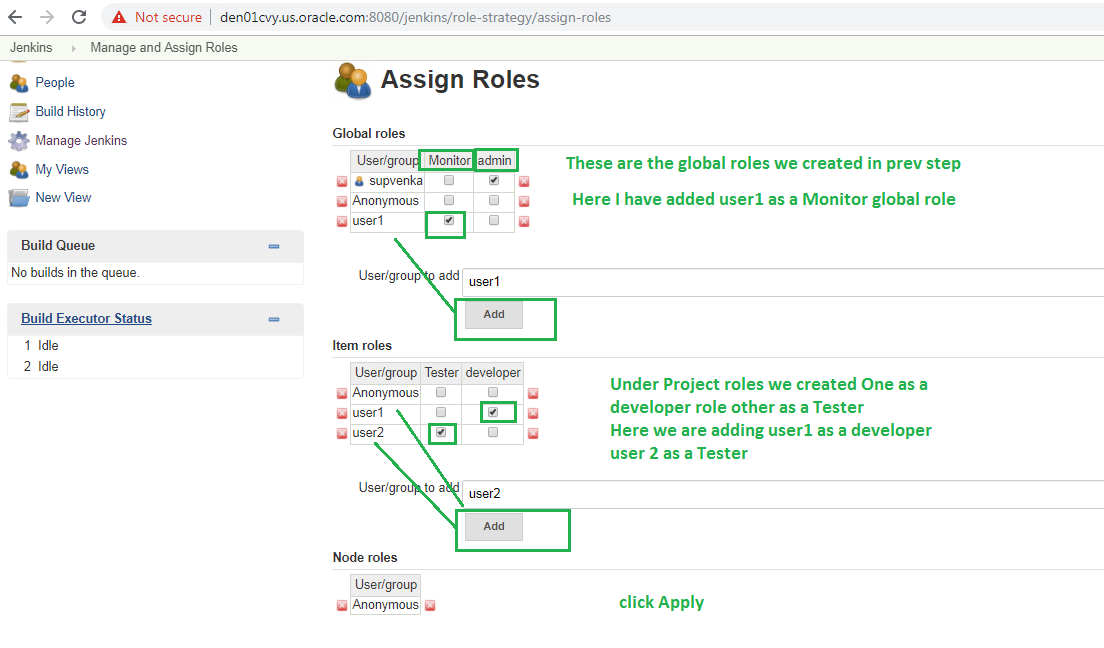 Not secure | den01cvy.us.oracle.com:8080/jenkins/role-strategy/assign-roles
Jenkins Manage and Assign Roles
People
Build History
Manage Jenkins
My Views
New View
Build Queue
No builds in the queue.
Build Executor Status
1 Idle
2 Idle
Assign Roles
Global roles
User/group Monitor admin
supvenka
Anonymous
user1
These are the global roles we created in prev step
Here I have added user1 as a Monitor global role
User/group to add user1
Add
Item roles
User/group Tester developer
Anonymous
user1
user2
Under Project roles we created One as a
developer role other as a Tester
Here we are adding user1 as a developer
user 2 as a Tester
User/group to add user2
Add
Node roles
User/group
Anonymous
click Apply